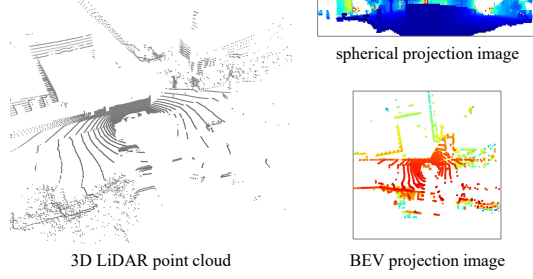 spherical projection image
3D LiDAR point cloud
BEV projection image